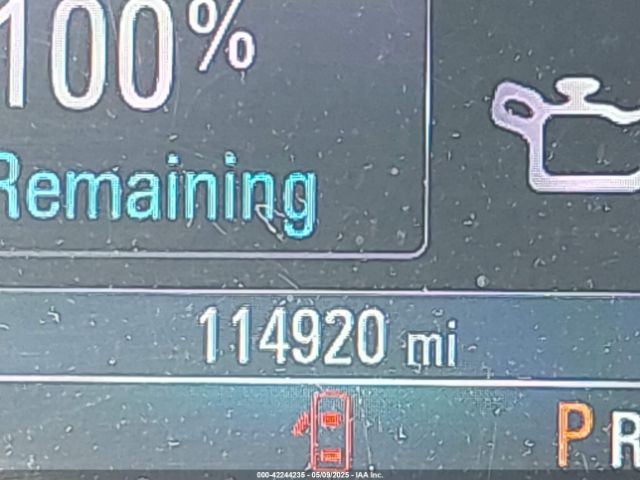 100%
Remaining
114920 mi
P R
000-42244235 - 05/09/2025 - IAA Inc.